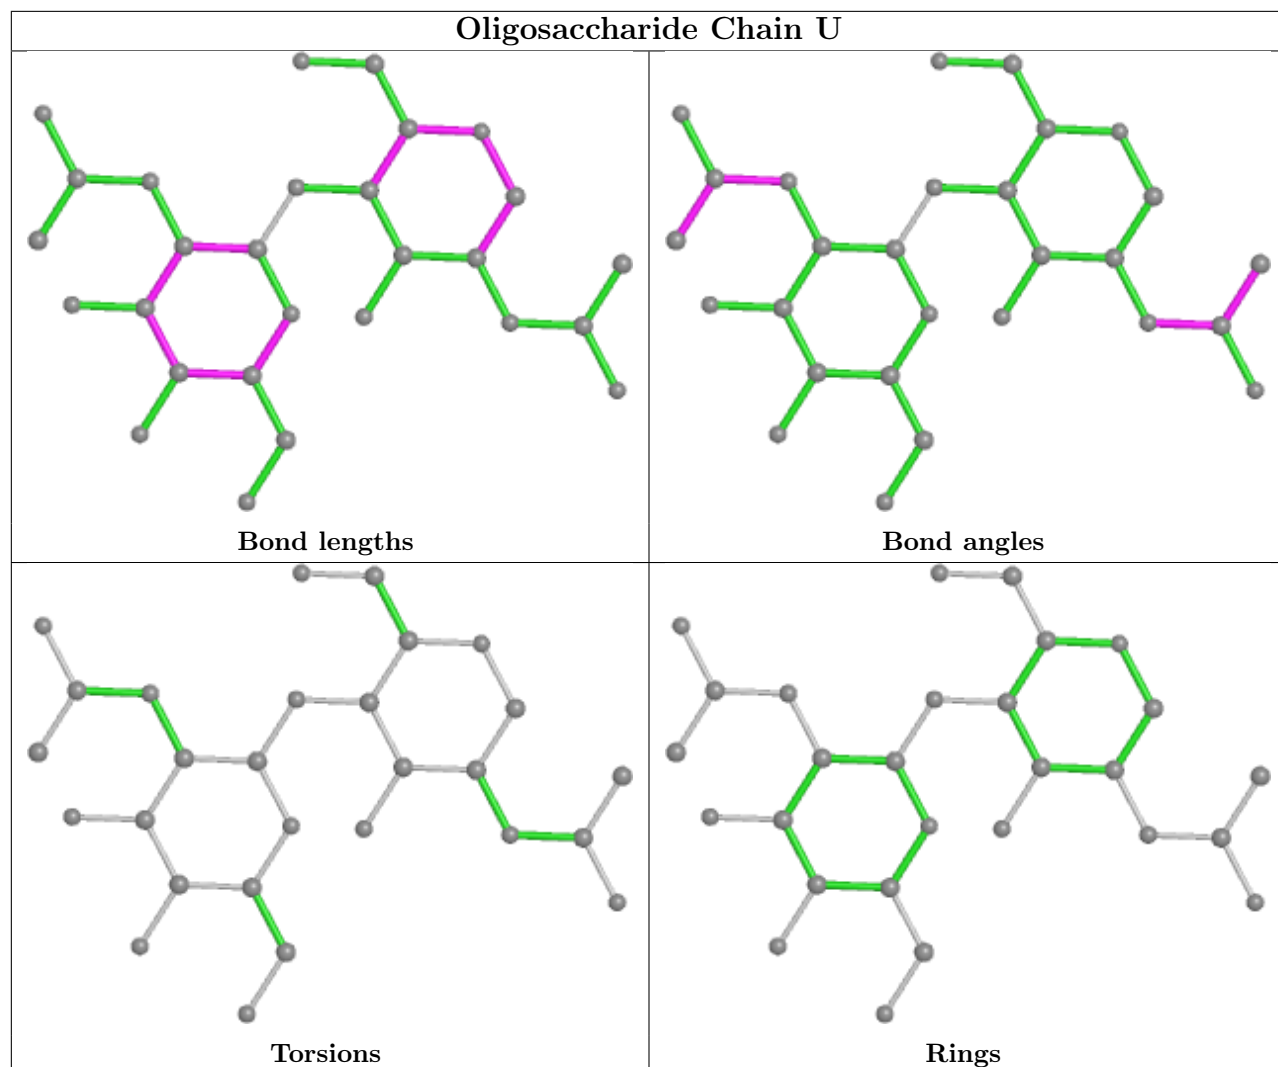 Oligosaccharide Chain U
Bond lengths
Bond angles
Torsions
Rings